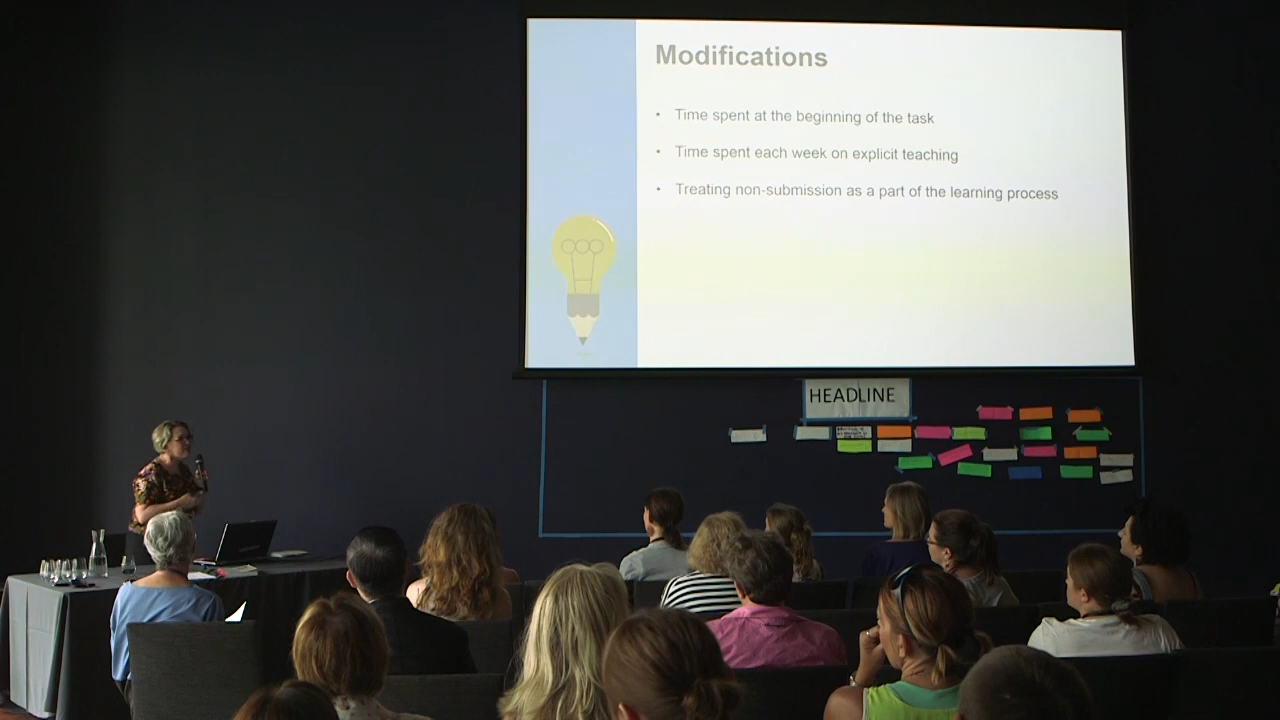 Modifications
• Time spent at the beginning of the task
• Time spent each week on explicit teaching
• Treating non-submission as a part of the learning process
HEADLINE